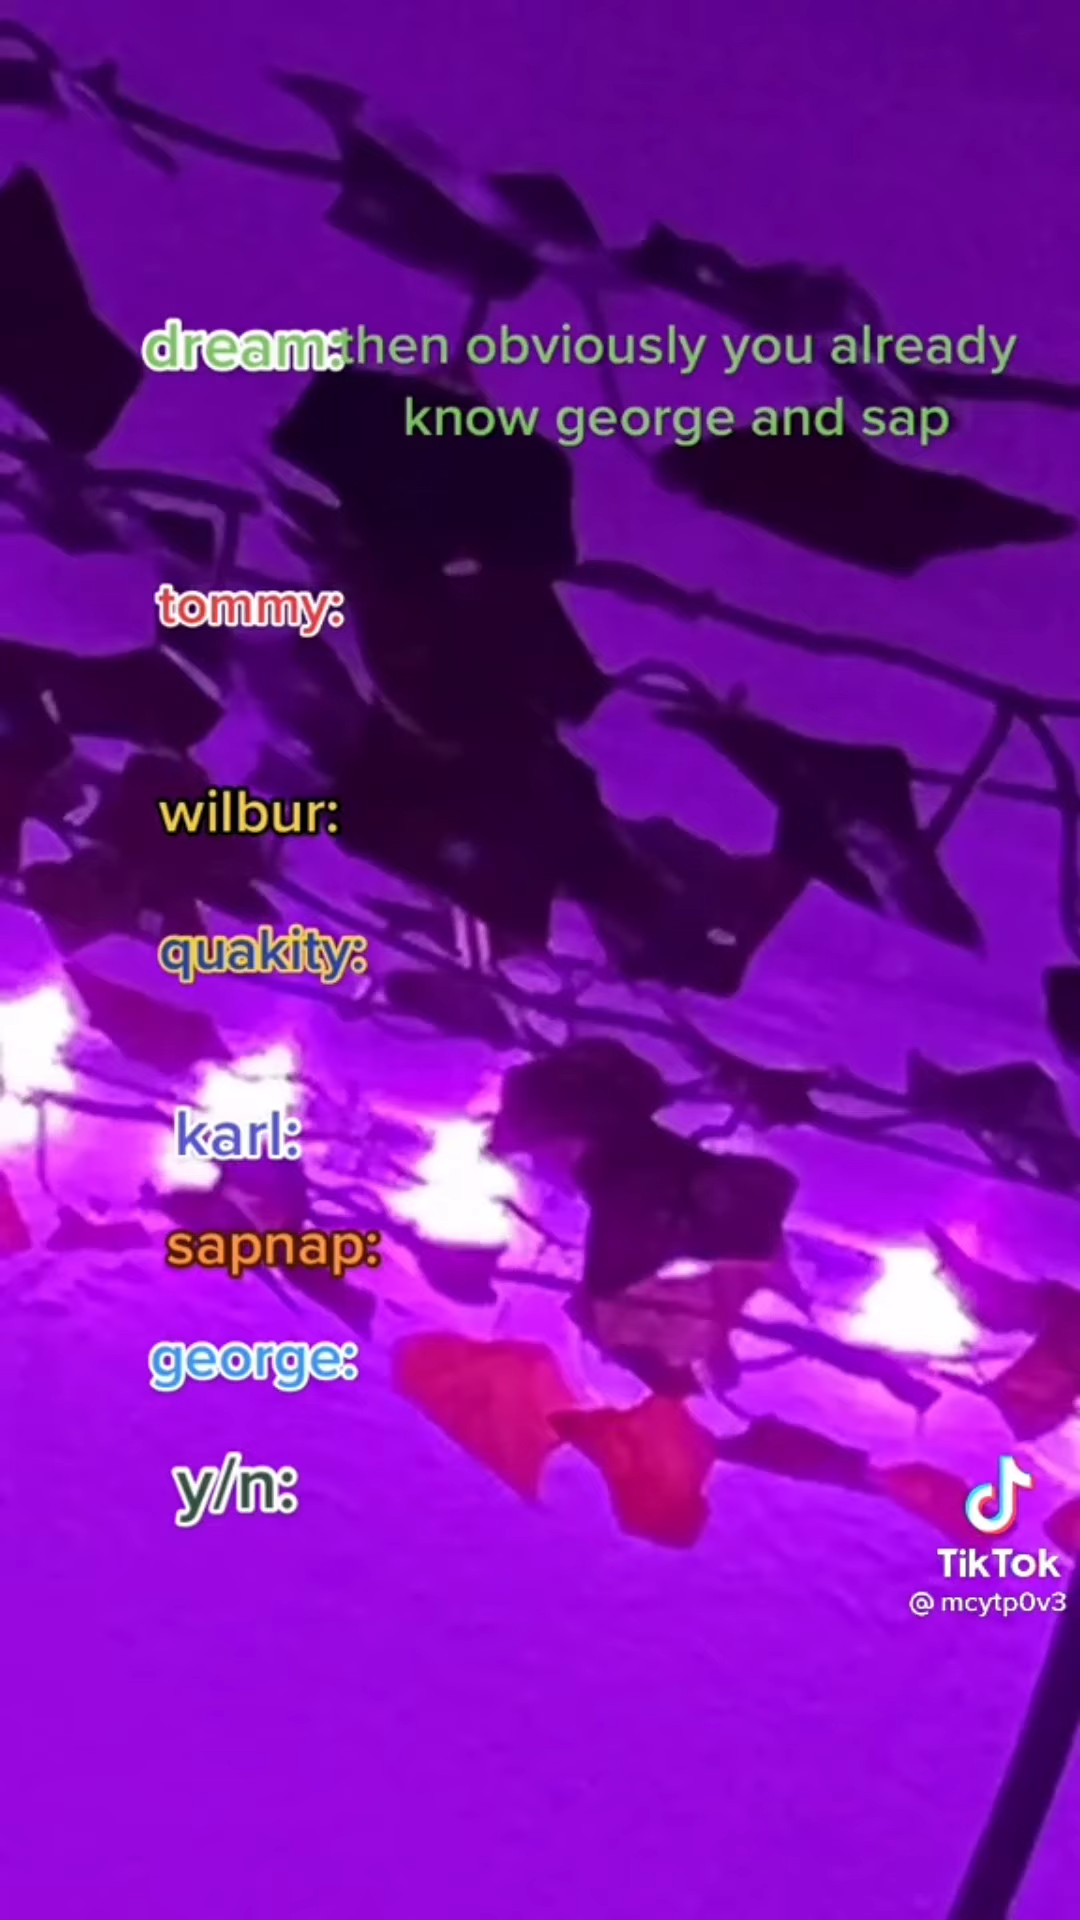 dream:then obviously you already
know george and sap
tommy:
wilbur:
quakity:
karl:
sapnap:
george:
y/n:
TikTok
@mcytp0v3